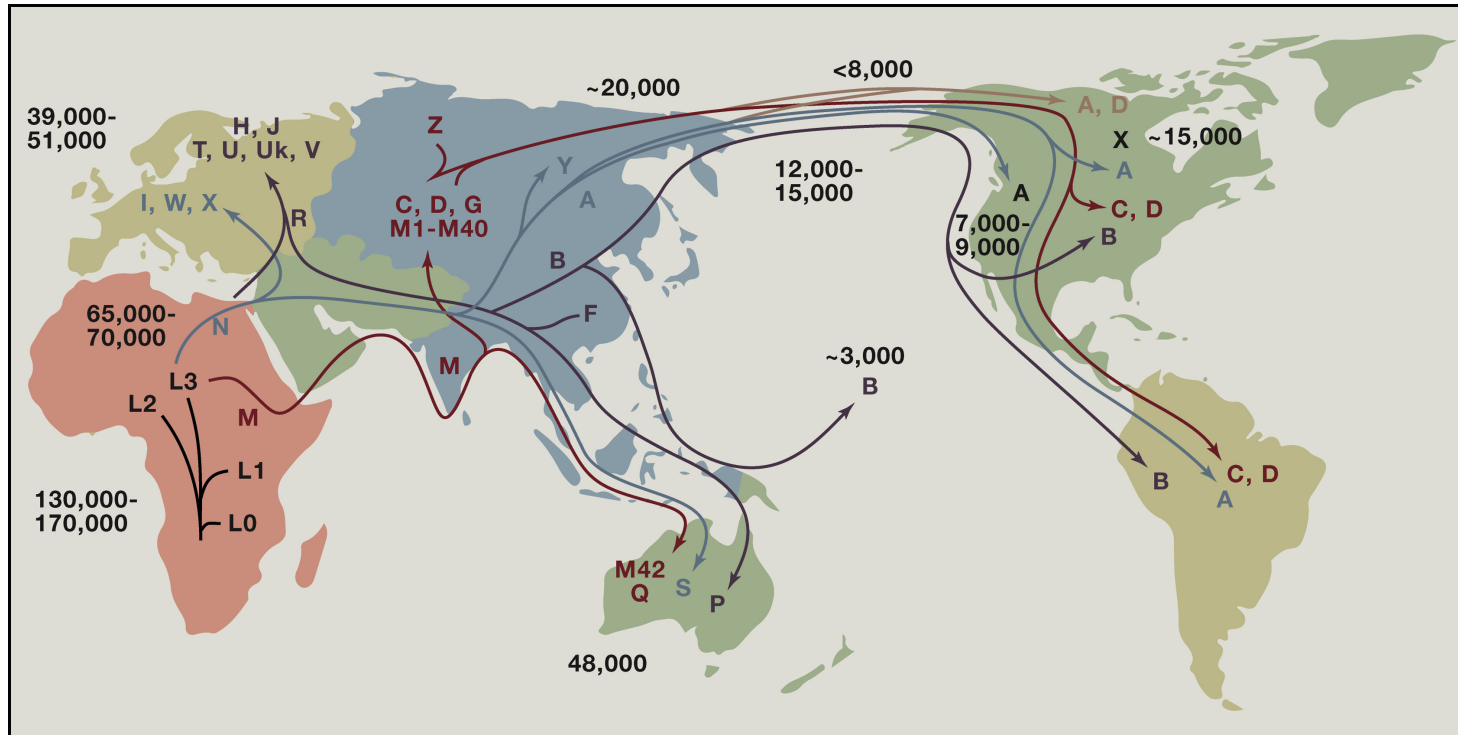 <8,000
~20,000
A, D
39,000-
51,000
H, J
T, U, Uk, V
Z
X
~15,000
Y
A
12,000-
15,000
A
I, W, X
R
C, D, G
M1-M40
A
C, D
7,000-
9,000
B
B
65,000-
70,000
N
F
~3,000
B
M
L3
L2
M
L1
130,000-
170,000
L0
B
C, D
A
M42
Q
S
P
48,000